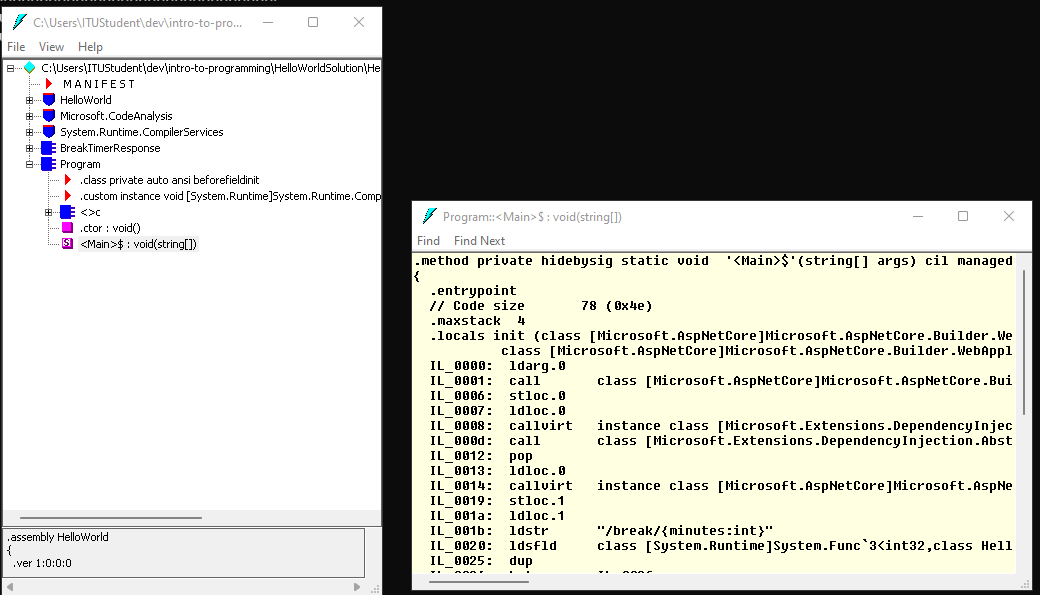 C:\Users\ITUStudent\dev\intro-to-pro...
File View Help
C:\Users\ITUStudent\dev\intro-to-programming\HelloWorldSolution\He
M A N I F E S T
HelloWorld
Microsoft.CodeAnalysis
System.Runtime.CompilerServices
BreakTimerResponse
Program
.class private auto ansi beforefieldinit
.custom instance void [System.Runtime]System.Runtime.Comp
<>c
.ctor : void()
S <Main>$ : void(string[])
.assembly HelloWorld
{
.ver 1:0:0:0
Program::<Main>$ : void(string[])
Find Find Next
.method private hidebysig static void  '<Main>$'(string[] args) cil managed
{
  .entrypoint
  // Code size       78 (0x4e)
  .maxstack  4
  .locals init (class [Microsoft.AspNetCore]Microsoft.AspNetCore.Builder.We
           class [Microsoft.AspNetCore]Microsoft.AspNetCore.Builder.WebAppl
  IL_0000:  ldarg.0
  IL_0001:  call       class [Microsoft.AspNetCore]Microsoft.AspNetCore.Bui
  IL_0006:  stloc.0
  IL_0007:  ldloc.0
  IL_0008:  callvirt   instance class [Microsoft.Extensions.DependencyInjec
  IL_000d:  call       class [Microsoft.Extensions.DependencyInjection.Abst
  IL_0012:  pop
  IL_0013:  ldloc.0
  IL_0014:  callvirt   instance class [Microsoft.AspNetCore]Microsoft.AspNe
  IL_0019:  stloc.1
  IL_001a:  ldloc.1
  IL_001b:  ldstr      "/break/{minutes:int}"
  IL_0020:  ldsfld     class [System.Runtime]System.Func`3<int32,class Hell
  IL_0025:  dup